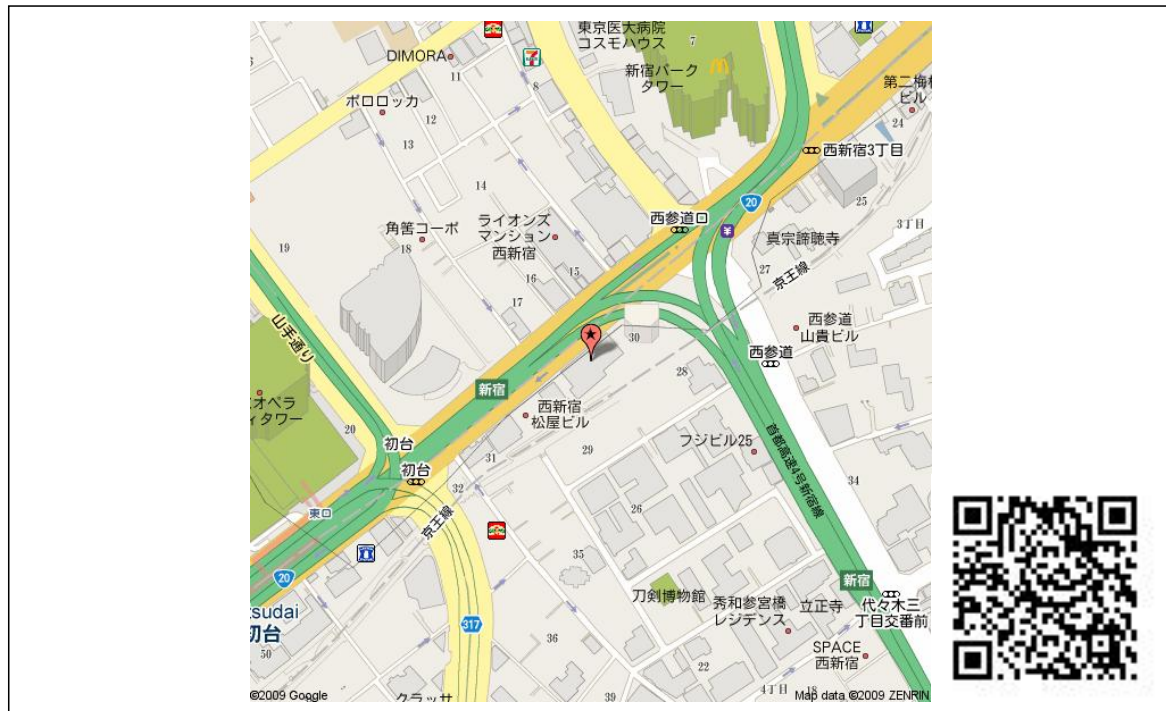 東京医大病院
コスモハウス
7
DIMORA
11
8
新宿パーク
タワー
ポロロッカ
12
13
24
西新宿3丁目
14
20
25
角筈コーポ
18
ライオンズ
マンション
西新宿
西参道口
¥
真宗諦聴寺
3丁目
19
16
15
17
27
京王線
山手通り
西参道
山貴ビル
30
西参道
新宿
28
西新宿
松屋ビル
オペラ
ィタワー
20
初台
初台
フジビル25
首都高速4号新宿線
31
29
32
34
東口
京王線
26
35
20
新宿
刀剣博物館
秀和参宮橋
レジデンス
立正寺
代々木三
丁目交番前
tsudai
初台
317
36
SPACE
西新宿
50
22
クラッサ
39
4丁目
18
©2009 Google
Map data ©2009 ZENRIN